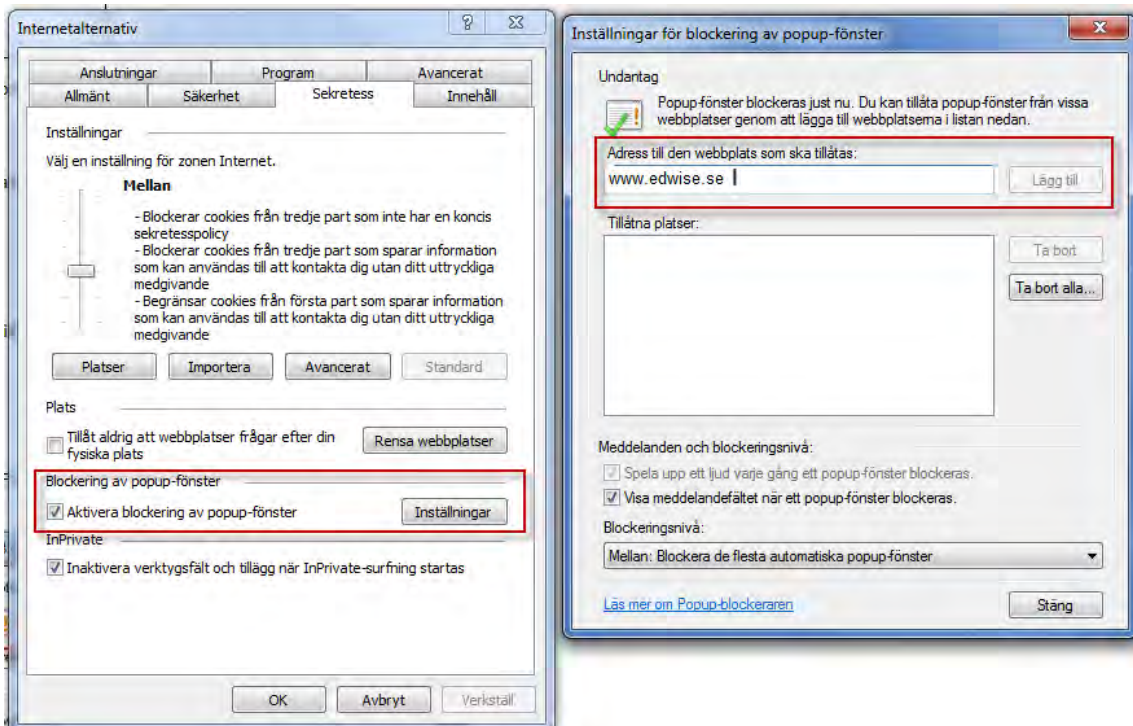 Internetalternativ
Anslutningar Program Avancerat
Allmänt Säkerhet Sekretess Innehåll
Inställningar
Välj en inställning för zonen Internet.
Mellan
- Blockerar cookies från tredje part som inte har en koncis
sekretesspolicy
- Blockerar cookies från tredje part som sparar information
som kan användas till att kontakta dig utan ditt uttryckliga
medgivande
- Begränsar cookies från första part som sparar information
som kan användas till att kontakta dig utan ditt uttryckliga
medgivande
Platser Importera Avancerat Standard
Plats
Tillåt aldrig att webbplatser frågar efter din
fysiska plats
Rensa webbplatser
Blockering av popup-fönster
Aktivera blockering av popup-fönster Inställningar
InPrivate
Inaktivera verktygsfält och tillägg när InPrivate-surfning startas
OK Avbryt Verkställ
Inställningar för blockering av popup-fönster
Undantag
Popup-fönster blockeras just nu. Du kan tillåta popup-fönster från vissa
webbplatser genom att lägga till webbplatserna i listan nedan.
Adress till den webbplats som ska tillåtas:
www.edwise.se Lägg till
Tillåtna platser:
Ta bort
Ta bort alla...
Meddelanden och blockeringsnivå:
Spela upp ett ljud varje gång ett popup-fönster blockeras.
Visa meddelandefältet när ett popup-fönster blockeras.
Blockeringsnivå:
Mellan: Blockera de flesta automatiska popup-fönster
Läs mer om Popup-blockeraren Stäng